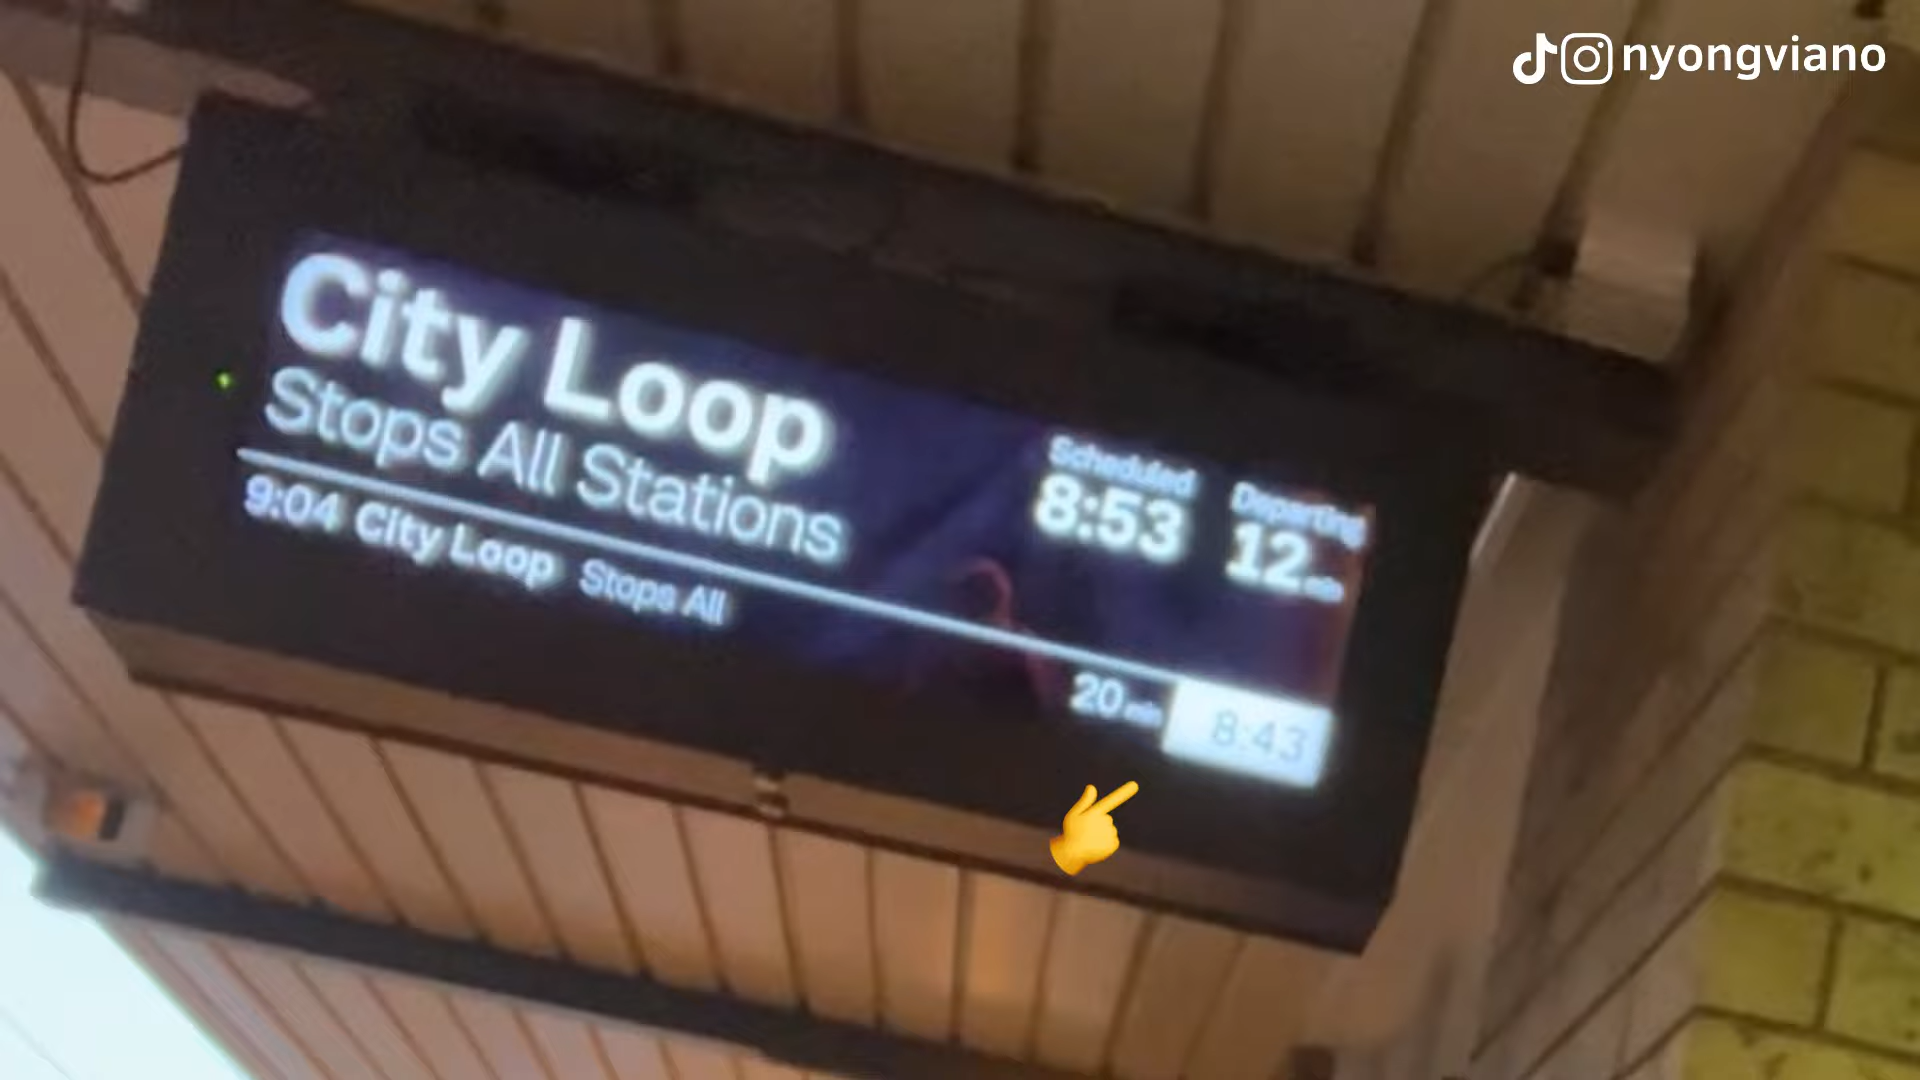 nyongviano
City Loop
Stops All Stations
Scheduled
8:53
Departing
12 min
9:04 City Loop Stops All
20 min
8:43